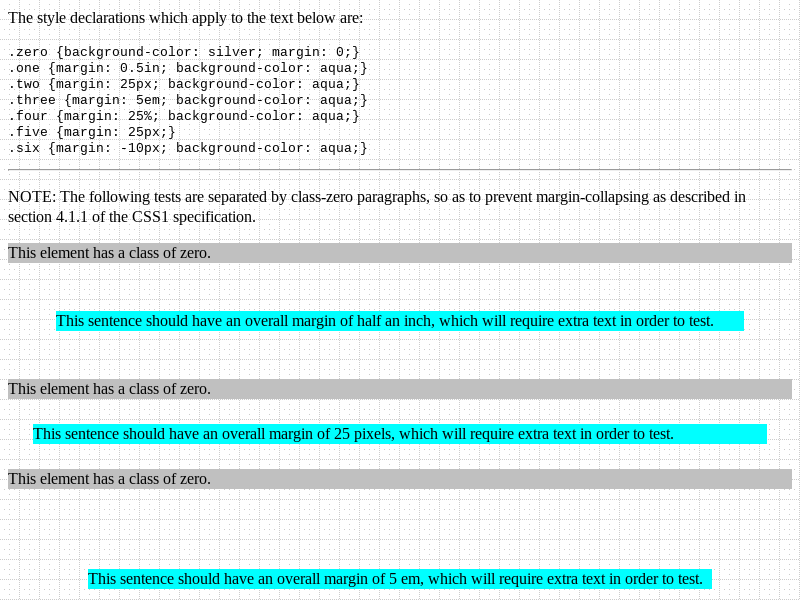 The style declarations which apply to the text below are:
.zero {background-color: silver; margin: 0;}
.one {margin: 0.5in; background-color: aqua;}
.two {margin: 25px; background-color: aqua;}
.three {margin: 5em; background-color: aqua;}
.four {margin: 25%; background-color: aqua;}
.five {margin: 25px;}
.six {margin: -10px; background-color: aqua;}
NOTE: The following tests are separated by class-zero paragraphs, so as to prevent margin-collapsing as described in
section 4.1.1 of the CSS1 specification.
This element has a class of zero.
This sentence should have an overall margin of half an inch, which will require extra text in order to test.
This element has a class of zero.
This sentence should have an overall margin of 25 pixels, which will require extra text in order to test.
This element has a class of zero.
This sentence should have an overall margin of 5 em, which will require extra text in order to test.